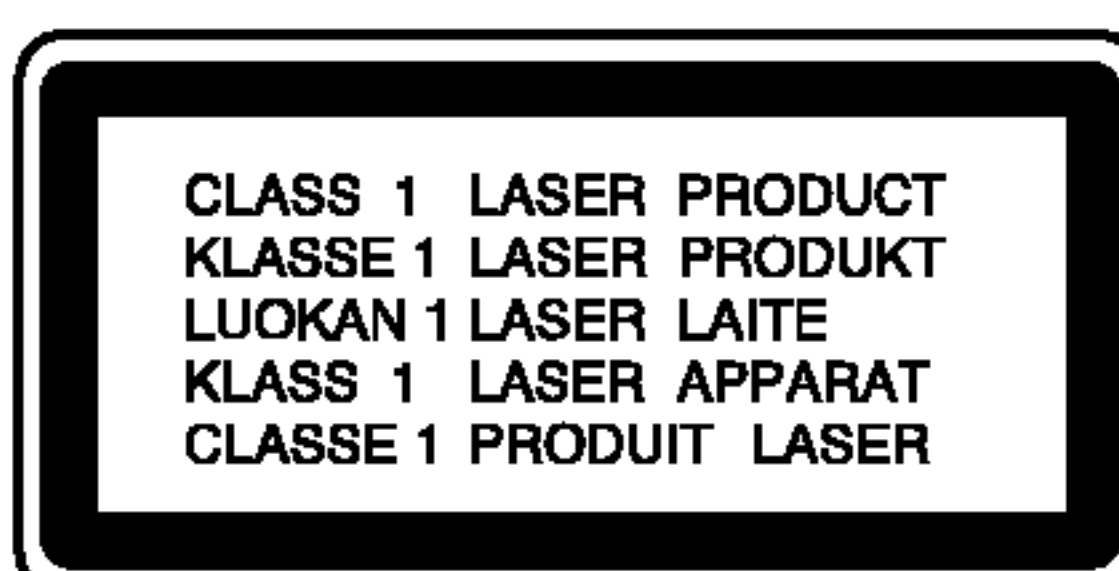 CLASS 1 LASER PRODUCT
KLASSE 1 LASER PRODUKT
LUOKAN 1 LASER LAITE
KLASS 1 LASER APPARAT
CLASSE 1 PRODUIT LASER